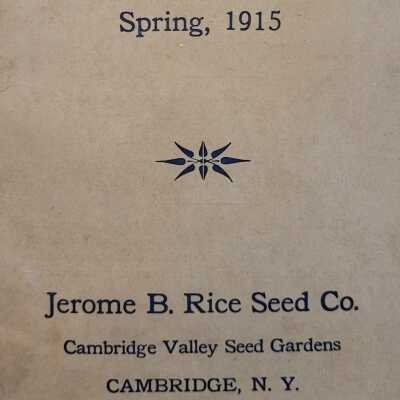 Spring, 1915
Jerome B. Rice Seed Co.
Cambridge Valley Seed Gardens
CAMBRIDGE, N. Y.